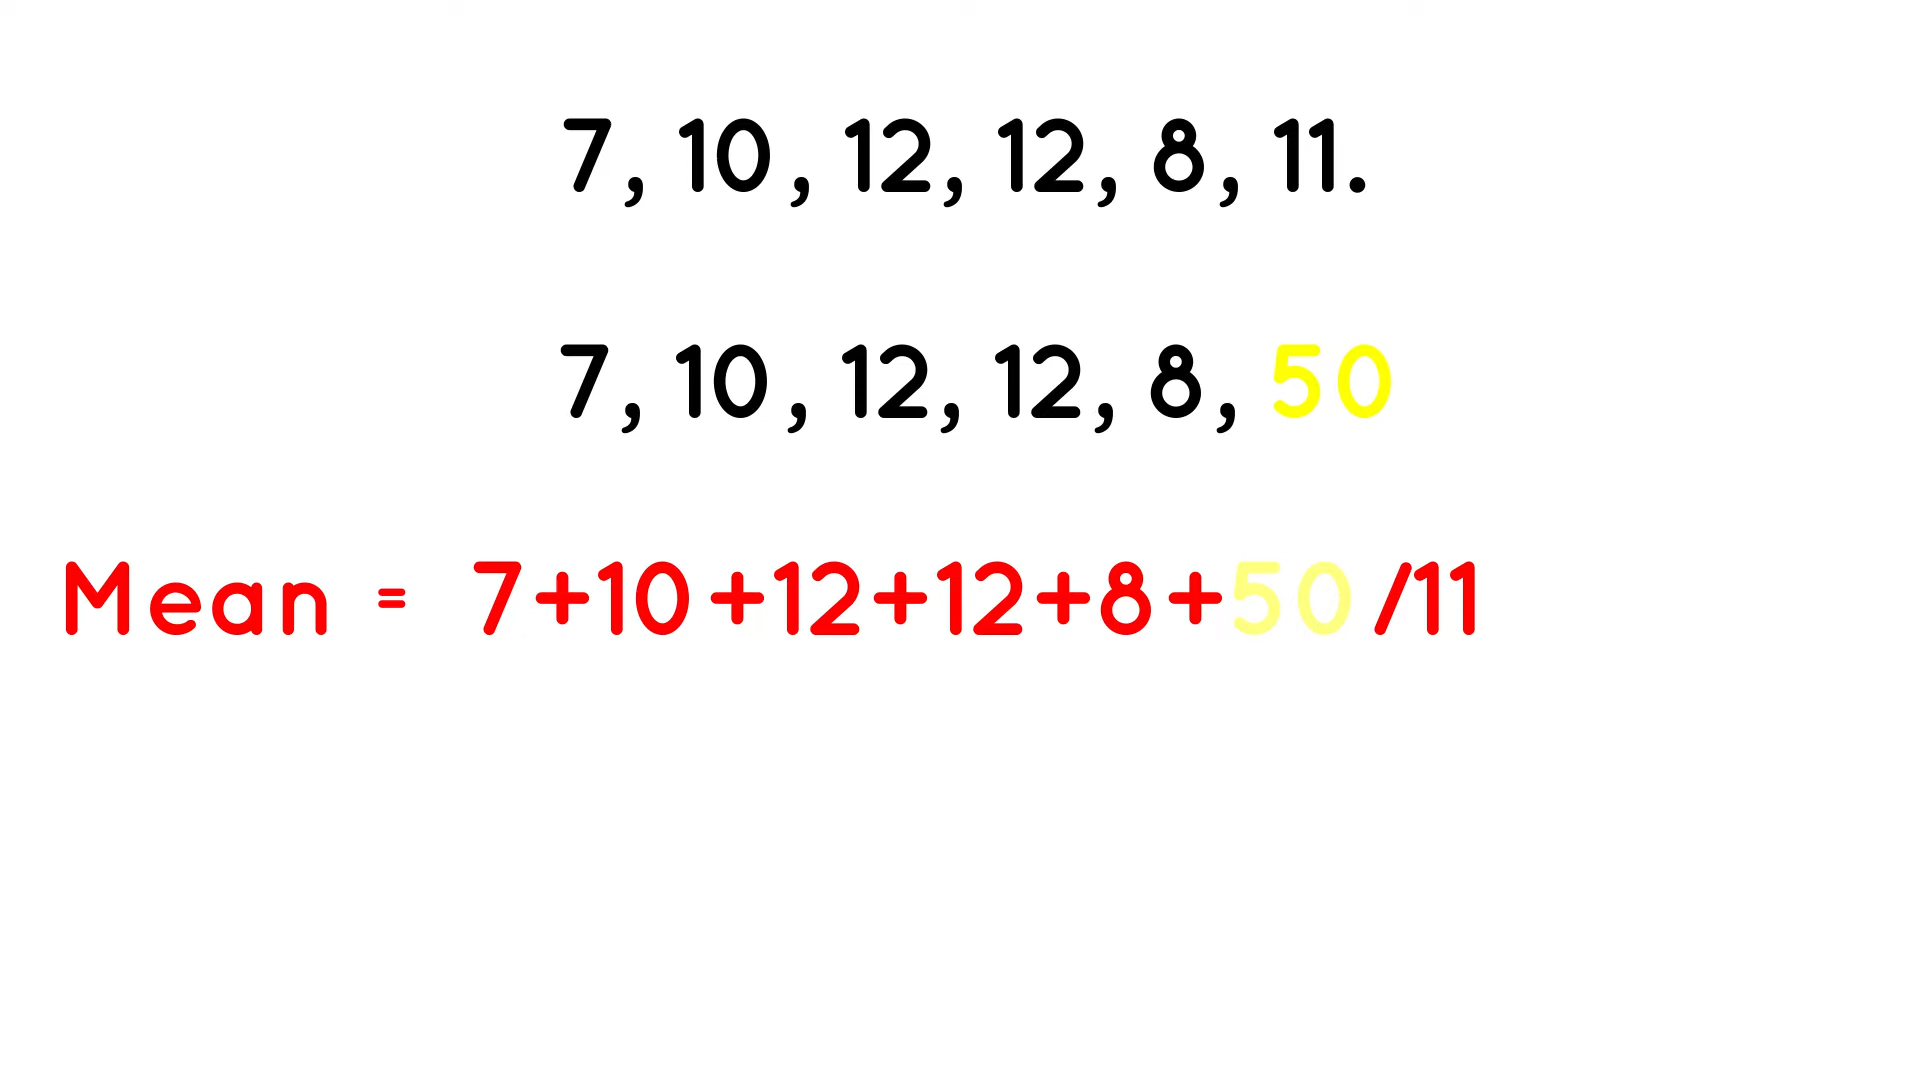 7, 10, 12, 12, 8, 11.
7, 10, 12, 12, 8, 50
Mean = 7+10+12+12+8+50/11